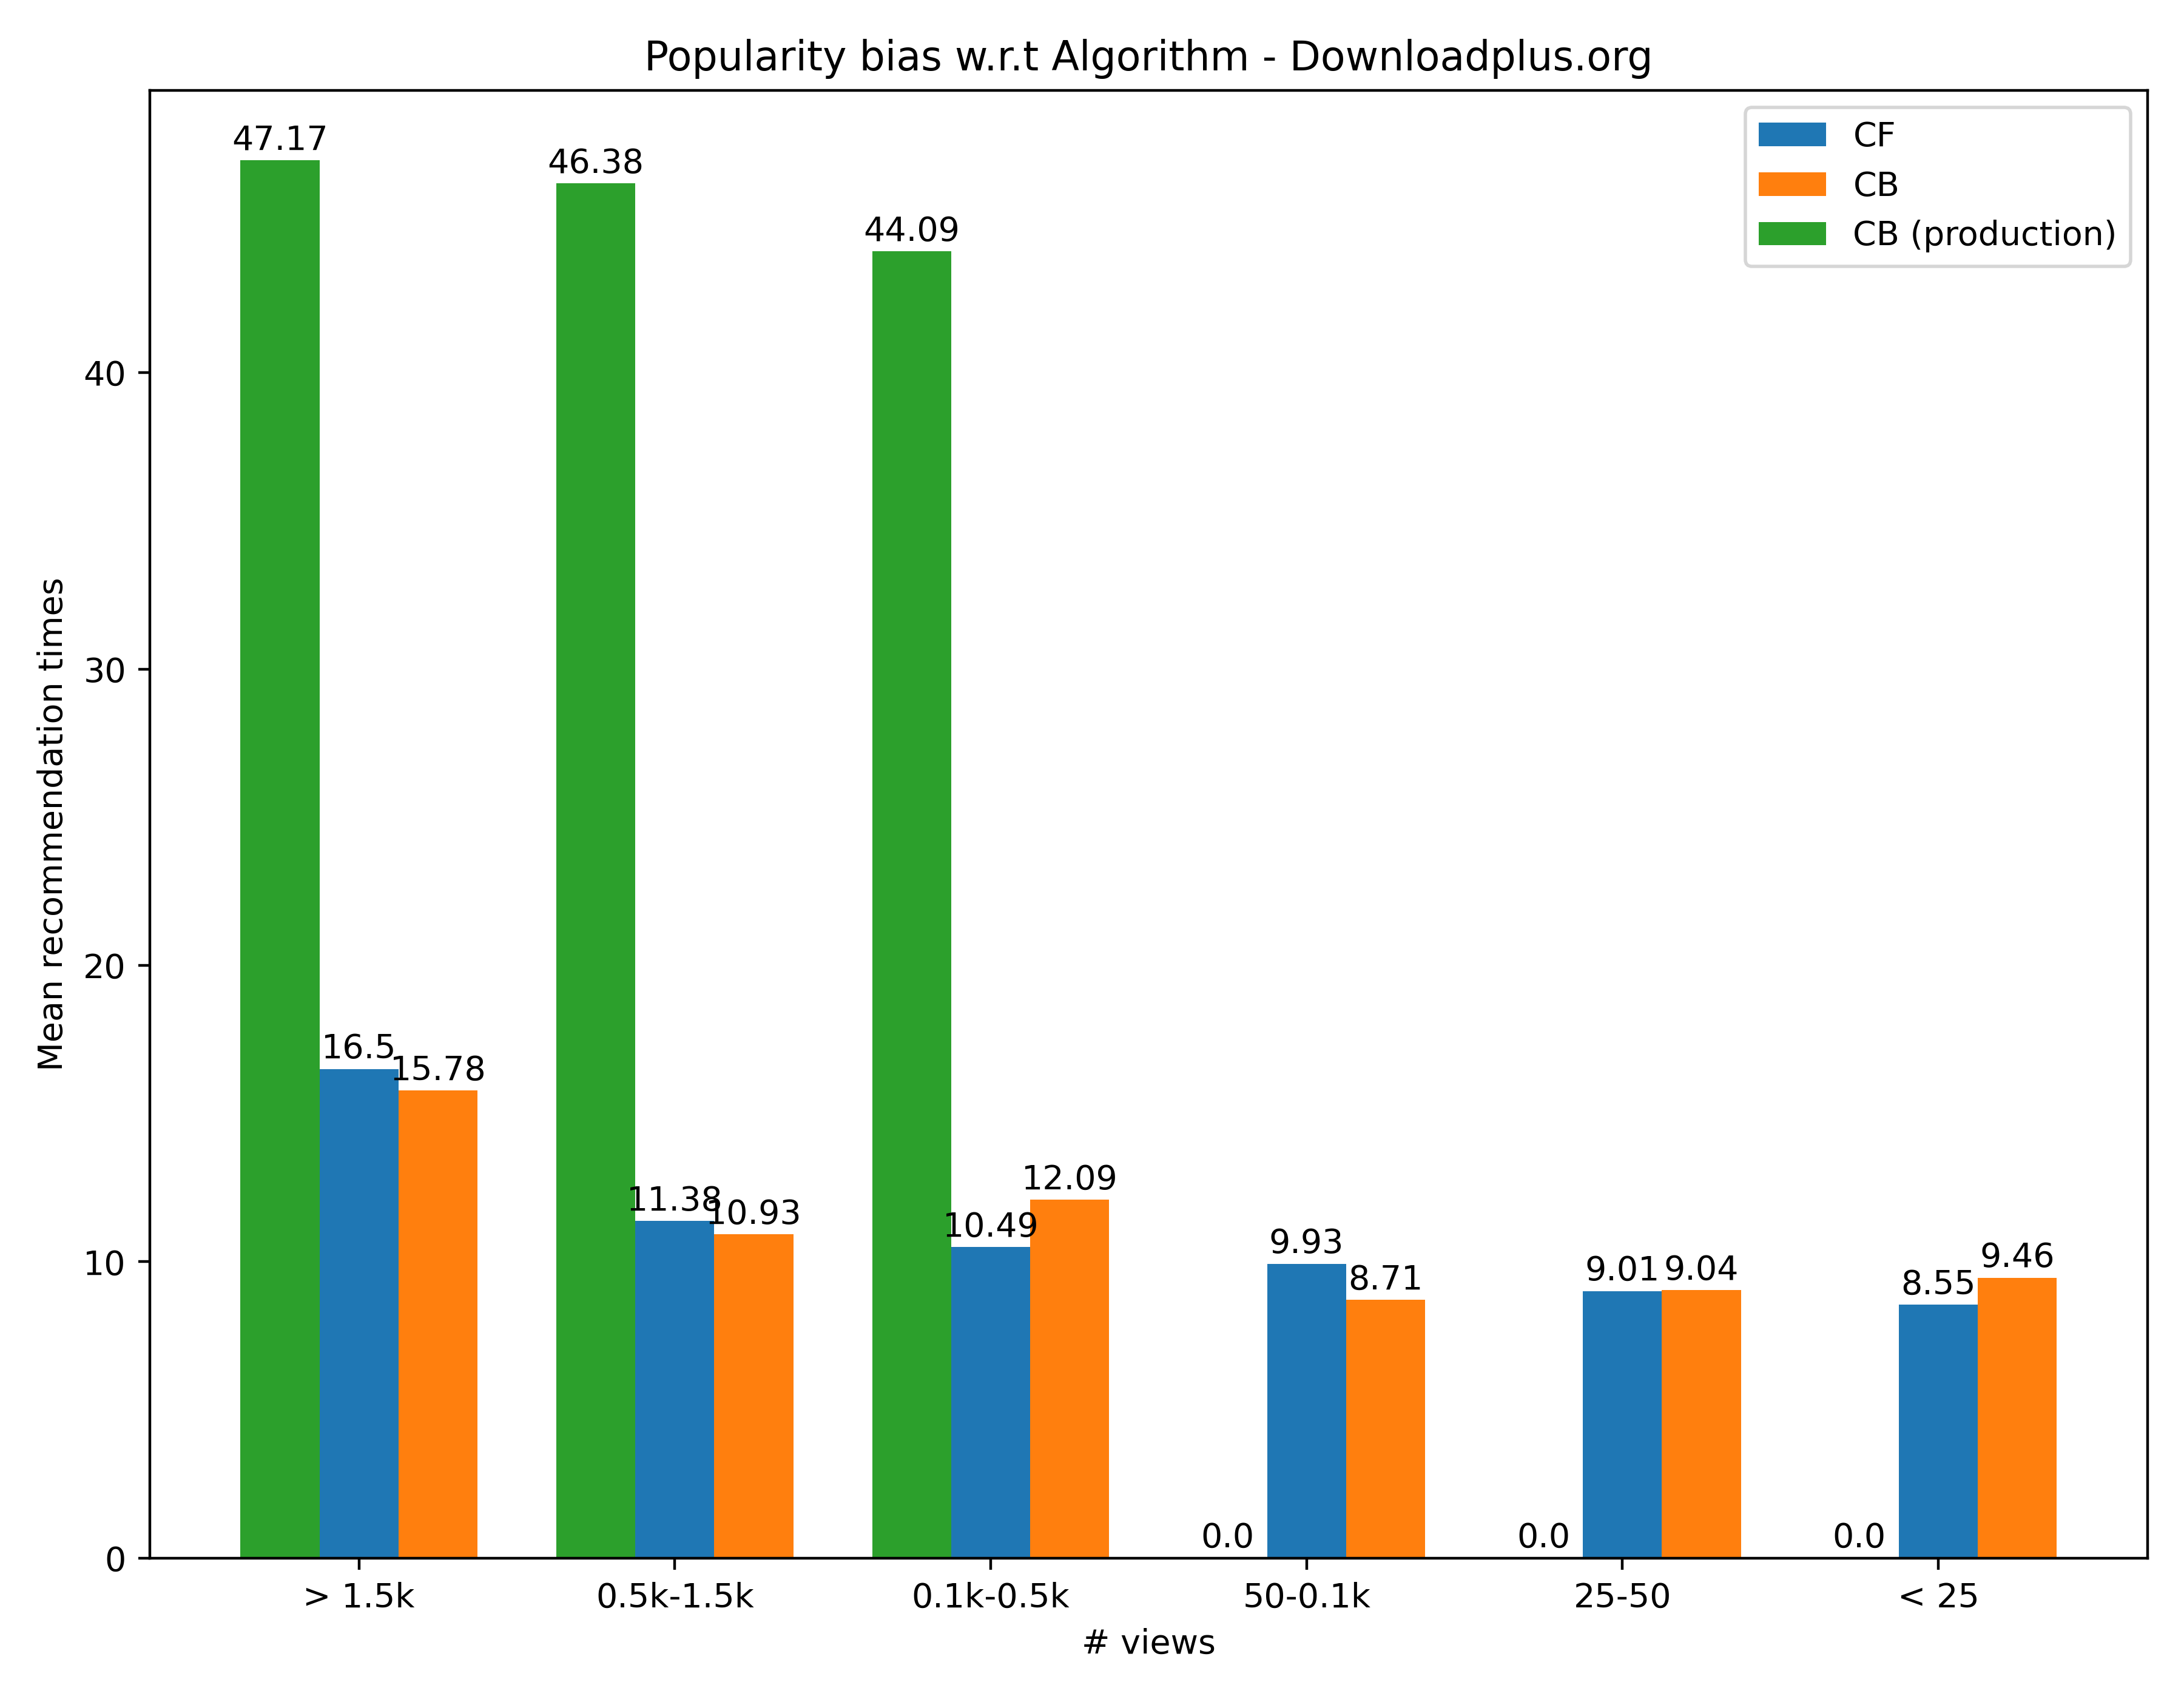 Popularity bias w.r.t Algorithm - Downloadplus.org
CF
CB
CB (production)
Mean recommendation times
40
30
20
10
0
47.17
16.5
15.78
46.38
11.38
10.93
44.09
10.49
12.09
0.0
9.93
8.71
0.0
9.01
9.04
0.0
8.55
9.46
> 1.5k
0.5k-1.5k
0.1k-0.5k
50-0.1k
25-50
< 25
# views